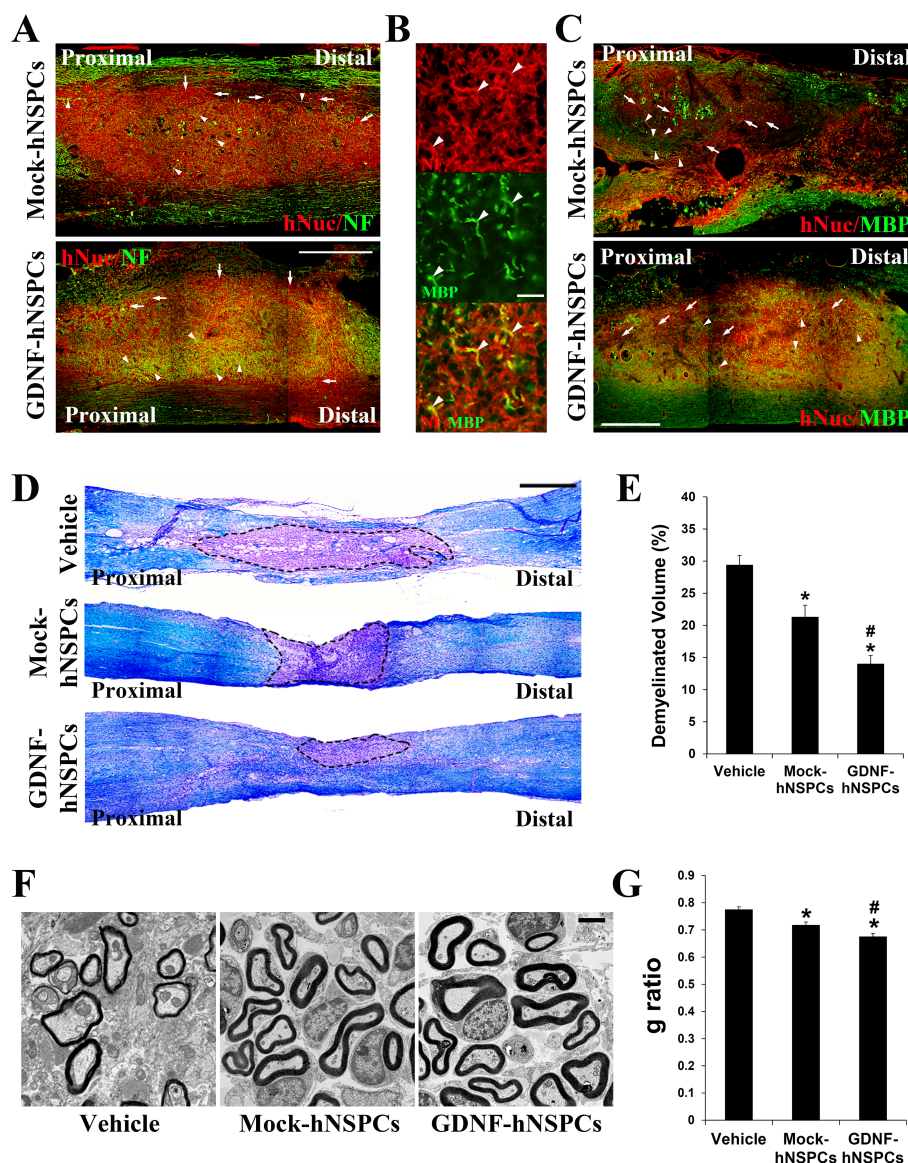 A
Proximal
Distal
Mock-hNSPCs
hNuc/NF
hNuc/NF
GDNF-hNSPCs
Proximal
Distal
B
NF
MBP
NF/MBP
C
Proximal
Distal
Mock-hNSPCs
hNuc/MBP
Proximal
Distal
GDNF-hNSPCs
hNuc/MBP
D
Vehicle
Proximal
Distal
Mock-
hNSPCs
Proximal
Distal
GDNF-
hNSPCs
Proximal
Distal
E
Demyelinated Volume (%)
40
35
30
25
20
15
10
5
0
*
#
*
Vehicle
Mock-
hNSPCs
GDNF-
hNSPCs
F
Vehicle
Mock-hNSPCs
GDNF-hNSPCs
G
g ratio
0.9
0.8
0.7
0.6
0.5
0.4
0.3
0.2
0.1
0
*
#
*
Vehicle
Mock-
hNSPCs
GDNF-
hNSPCs